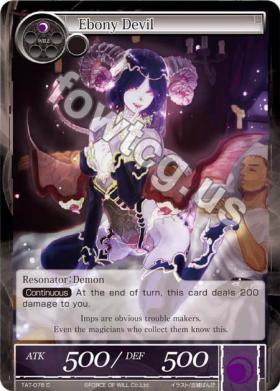 Ebony Devil
WILL
fowtcg.us
Resonator: Demon
Continuous At the end of turn, this card deals 200
damage to you.
Imps are obvious trouble makers.
Even the magicians who collect them know this.
ATK 500 / DEF 500
TAT-078 C ©FORCE OF WILL Co.,Ltd.